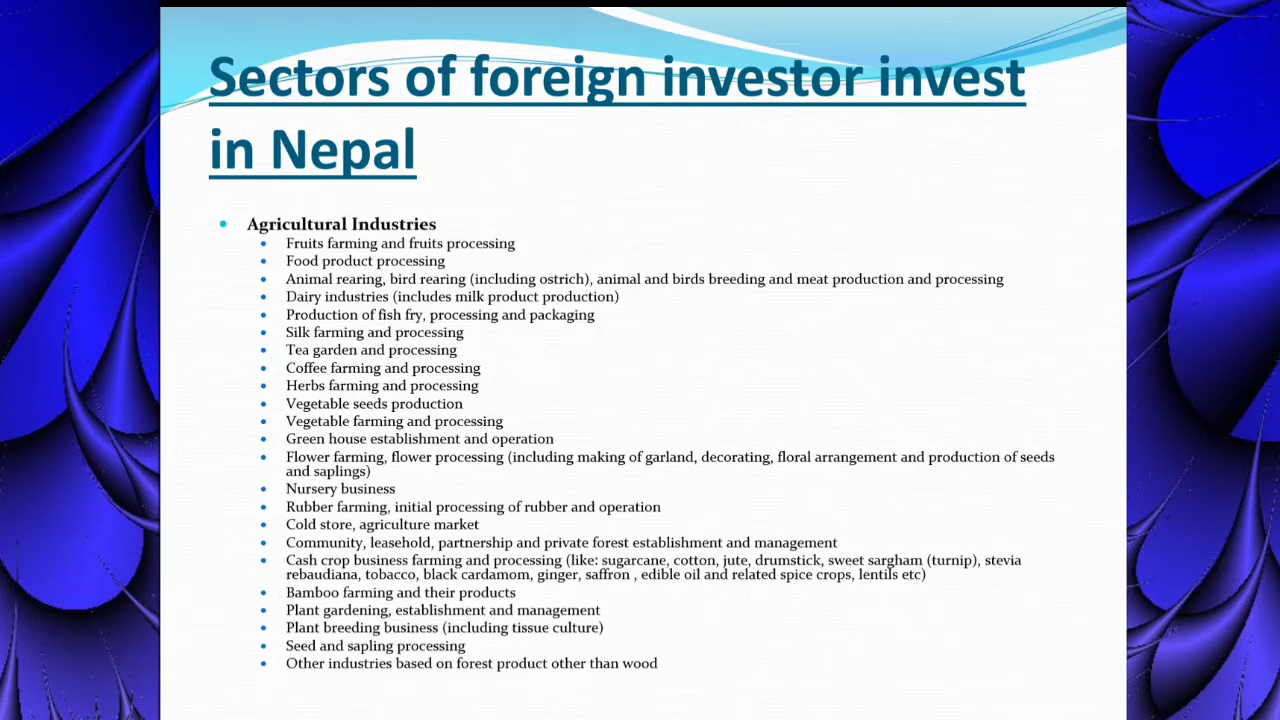 Sectors of foreign investor invest
in Nepal
Agricultural Industries
Fruits farming and fruits processing
Food product processing
Animal rearing, bird rearing (including ostrich), animal and birds breeding and meat production and processing
Dairy industries (includes milk product production)
Production of fish fry, processing and packaging
Silk farming and processing
Tea garden and processing
Coffee farming and processing
Herbs farming and processing
Vegetable seeds production
Vegetable farming and processing
Green house establishment and operation
Flower farming, flower processing (including making of garland, decorating, floral arrangement and production of seeds
and saplings)
Nursery business
Rubber farming, initial processing of rubber and operation
Cold store, agriculture market
Community, leasehold, partnership and private forest establishment and management
Cash crop business farming and processing (like: sugarcane, cotton, jute, drumstick, sweet sargham (turnip), stevia
rebaudiana, tobacco, black cardamom, ginger, saffron , edible oil and related spice crops, lentils etc)
Bamboo farming and their products
Plant gardening, establishment and management
Plant breeding business (including tissue culture)
Seed and sapling processing
Other industries based on forest product other than wood